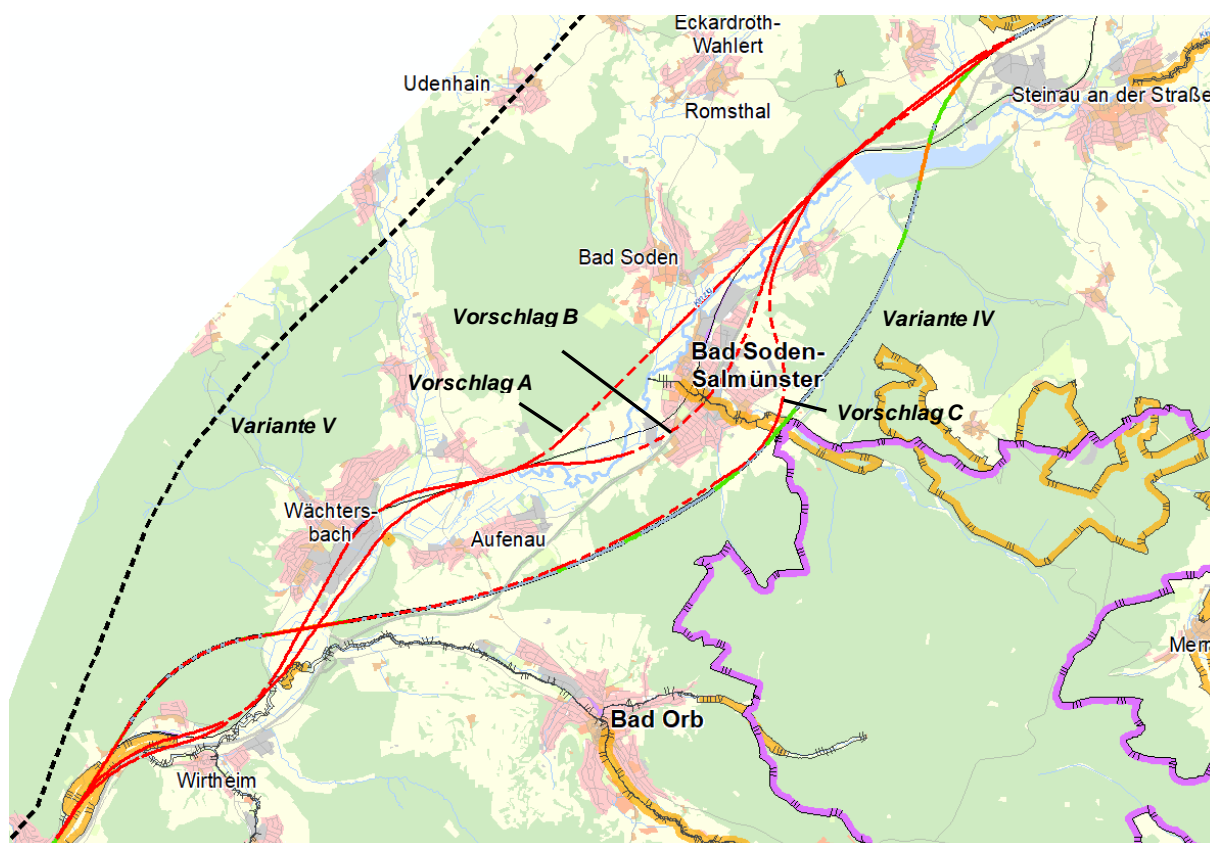 Eckardroth-
Wahlert
Udenhain
Romsthal
Steinau an der Straße
Bad Soden
Kinzig
Vorschlag B
Variante IV
Bad Soden-
Salmünster
Vorschlag A
Vorschlag C
Variante V
Wächters-
bach
Aufenau
Bad Orb
Wirtheim